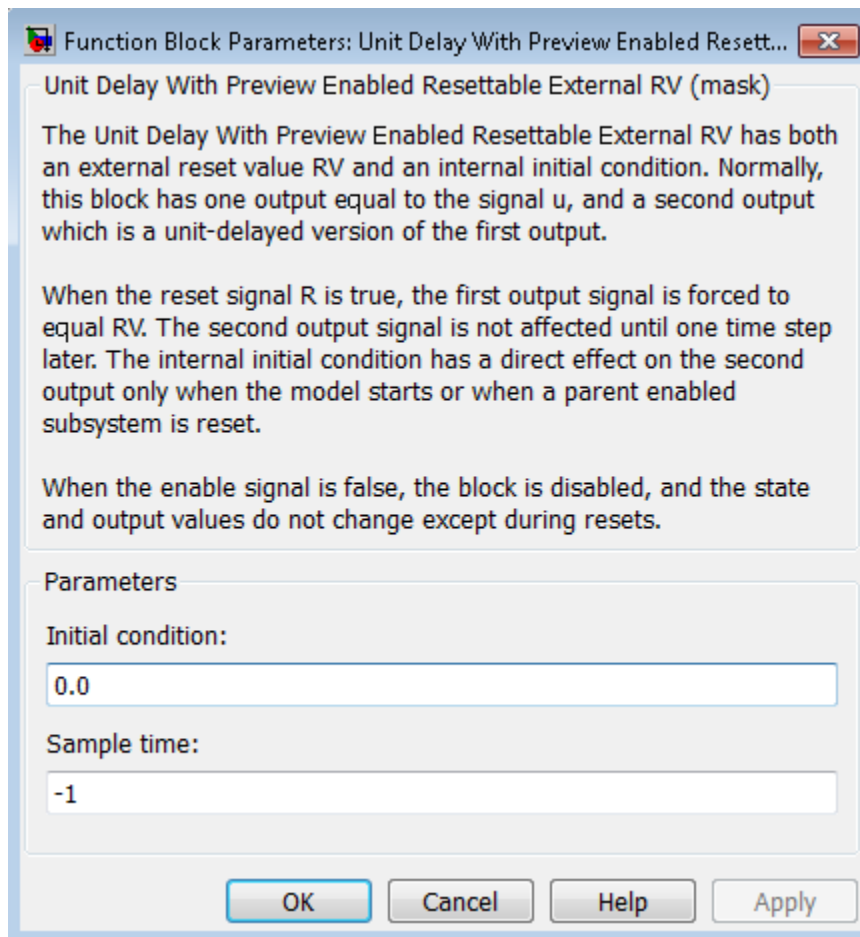 Function Block Parameters: Unit Delay With Preview Enabled Resett...
Unit Delay With Preview Enabled Resettable External RV (mask)
The Unit Delay With Preview Enabled Resettable External RV has both
an external reset value RV and an internal initial condition. Normally,
this block has one output equal to the signal u, and a second output
which is a unit-delayed version of the first output.
When the reset signal R is true, the first output signal is forced to
equal RV. The second output signal is not affected until one time step
later. The internal initial condition has a direct effect on the second
output only when the model starts or when a parent enabled
subsystem is reset.
When the enable signal is false, the block is disabled, and the state
and output values do not change except during resets.
Parameters
Initial condition:
0.0
Sample time:
-1
OK Cancel Help Apply